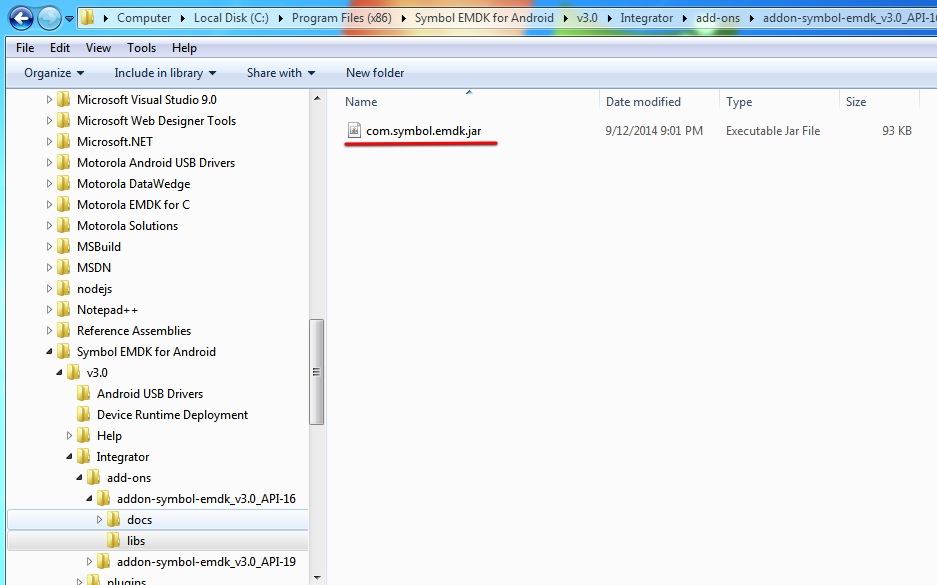 Computer Local Disk (C:) Program Files (x86) Symbol EMDK for Android v3.0 Integrator add-ons addon-symbol-emdk_v3.0_API-1
File Edit View Tools Help
Organize Include in library Share with New folder
Name Date modified Type Size
com.symbol.emdk.jar 9/12/2014 9:01 PM Executable Jar File 93 KB
Microsoft Visual Studio 9.0
Microsoft Web Designer Tools
Microsoft.NET
Motorola Android USB Drivers
Motorola DataWedge
Motorola EMDK for C
Motorola Solutions
MSBuild
MSDN
nodejs
Notepad++
Reference Assemblies
Symbol EMDK for Android
v3.0
Android USB Drivers
Device Runtime Deployment
Help
Integrator
add-ons
addon-symbol-emdk_v3.0_API-16
docs
libs
addon-symbol-emdk_v3.0_API-19
plugins